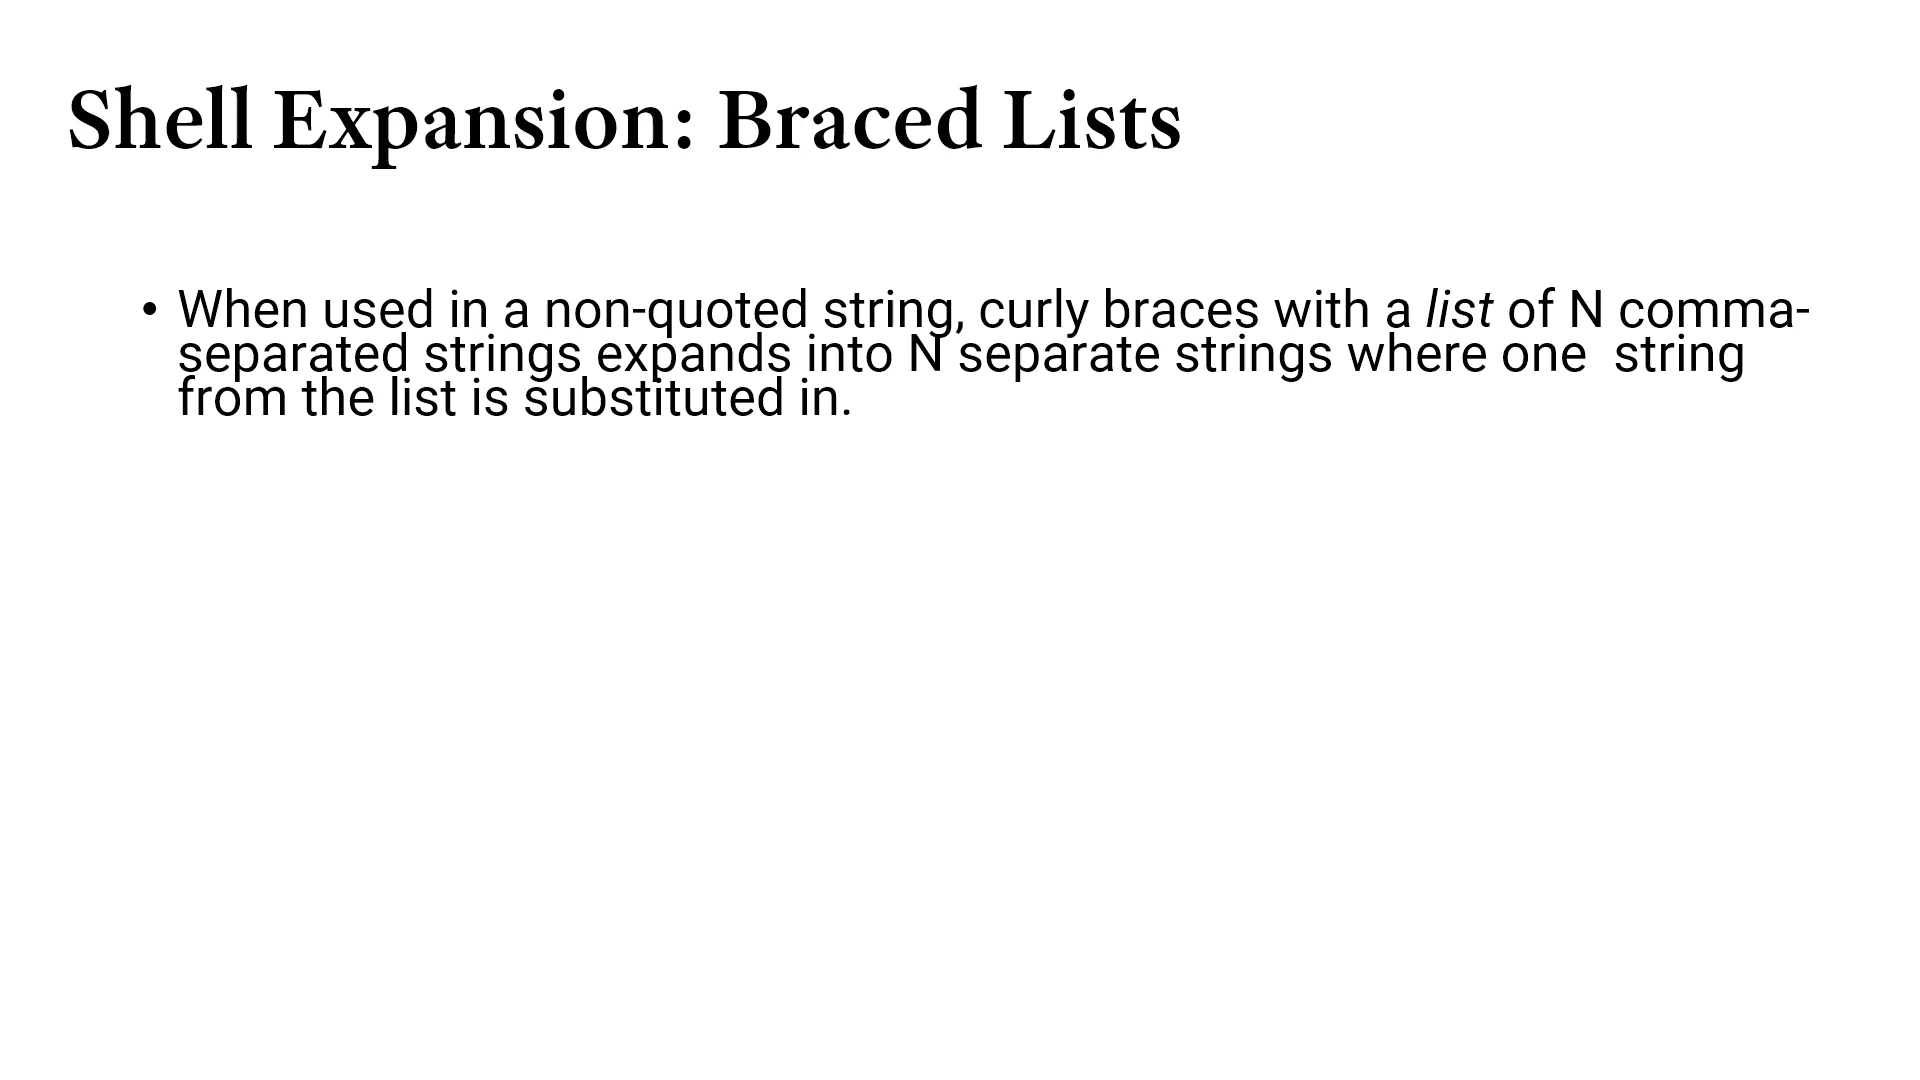 Shell Expansion: Braced Lists
• When used in a non-quoted string, curly braces with a list of N comma-
separated strings expands into N separate strings where one  string
from the list is substituted in.